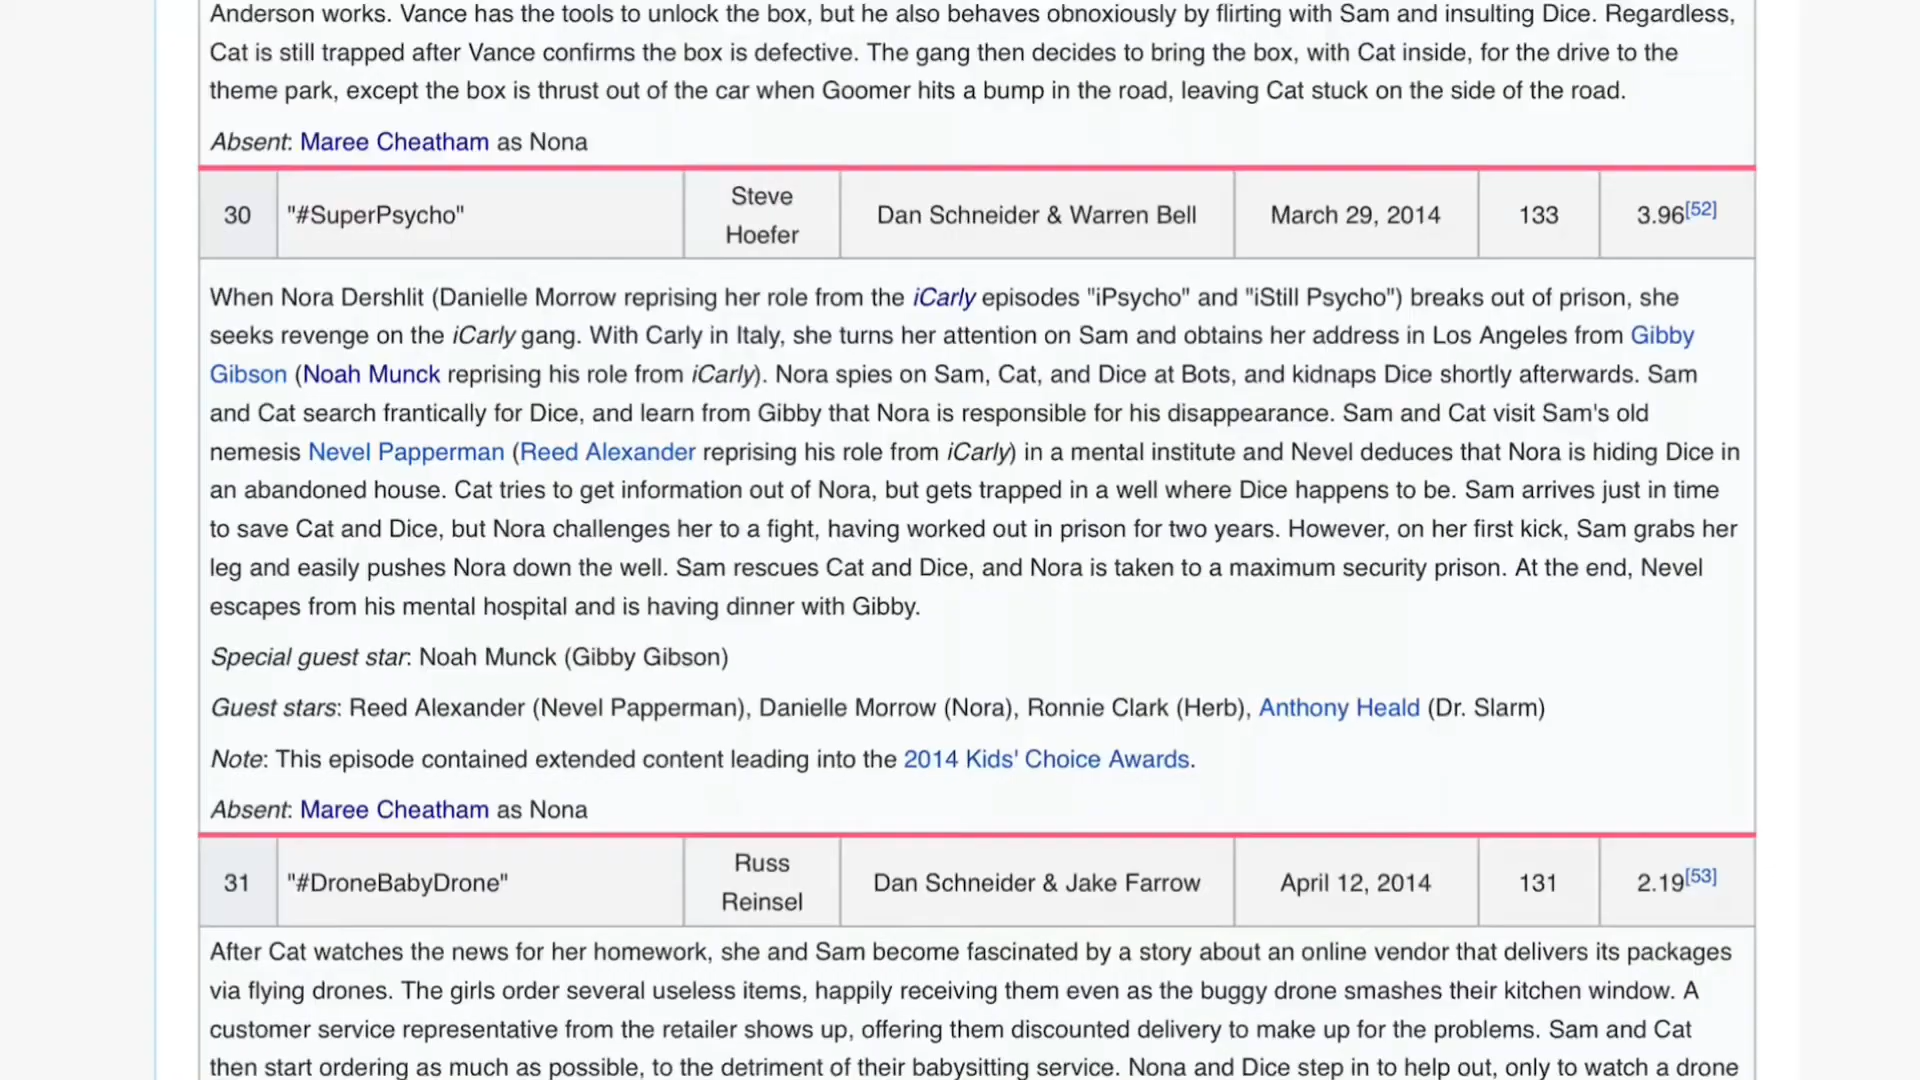 Anderson works. Vance has the tools to unlock the box, but he also behaves obnoxiously by flirting with Sam and insulting Dice. Regardless,
Cat is still trapped after Vance confirms the box is defective. The gang then decides to bring the box, with Cat inside, for the drive to the
theme park, except the box is thrust out of the car when Goomer hits a bump in the road, leaving Cat stuck on the side of the road.
Absent: Maree Cheatham as Nona
30 "#SuperPsycho" Steve Hoefer Dan Schneider & Warren Bell March 29, 2014 133 3.96[52]
When Nora Dershlit (Danielle Morrow reprising her role from the iCarly episodes "iPsycho" and "iStill Psycho") breaks out of prison, she
seeks revenge on the iCarly gang. With Carly in Italy, she turns her attention on Sam and obtains her address in Los Angeles from Gibby
Gibson (Noah Munck reprising his role from iCarly). Nora spies on Sam, Cat, and Dice at Bots, and kidnaps Dice shortly afterwards. Sam
and Cat search frantically for Dice, and learn from Gibby that Nora is responsible for his disappearance. Sam and Cat visit Sam's old
nemesis Nevel Papperman (Reed Alexander reprising his role from iCarly) in a mental institute and Nevel deduces that Nora is hiding Dice in
an abandoned house. Cat tries to get information out of Nora, but gets trapped in a well where Dice happens to be. Sam arrives just in time
to save Cat and Dice, but Nora challenges her to a fight, having worked out in prison for two years. However, on her first kick, Sam grabs her
leg and easily pushes Nora down the well. Sam rescues Cat and Dice, and Nora is taken to a maximum security prison. At the end, Nevel
escapes from his mental hospital and is having dinner with Gibby.
Special guest star: Noah Munck (Gibby Gibson)
Guest stars: Reed Alexander (Nevel Papperman), Danielle Morrow (Nora), Ronnie Clark (Herb), Anthony Heald (Dr. Slarm)
Note: This episode contained extended content leading into the 2014 Kids' Choice Awards.
Absent: Maree Cheatham as Nona
31 "#DroneBabyDrone" Russ Reinsel Dan Schneider & Jake Farrow April 12, 2014 131 2.19[53]
After Cat watches the news for her homework, she and Sam become fascinated by a story about an online vendor that delivers its packages
via flying drones. The girls order several useless items, happily receiving them even as the buggy drone smashes their kitchen window. A
customer service representative from the retailer shows up, offering them discounted delivery to make up for the problems. Sam and Cat
then start ordering as much as possible, to the detriment of their babysitting service. Nona and Dice step in to help out, only to watch a drone